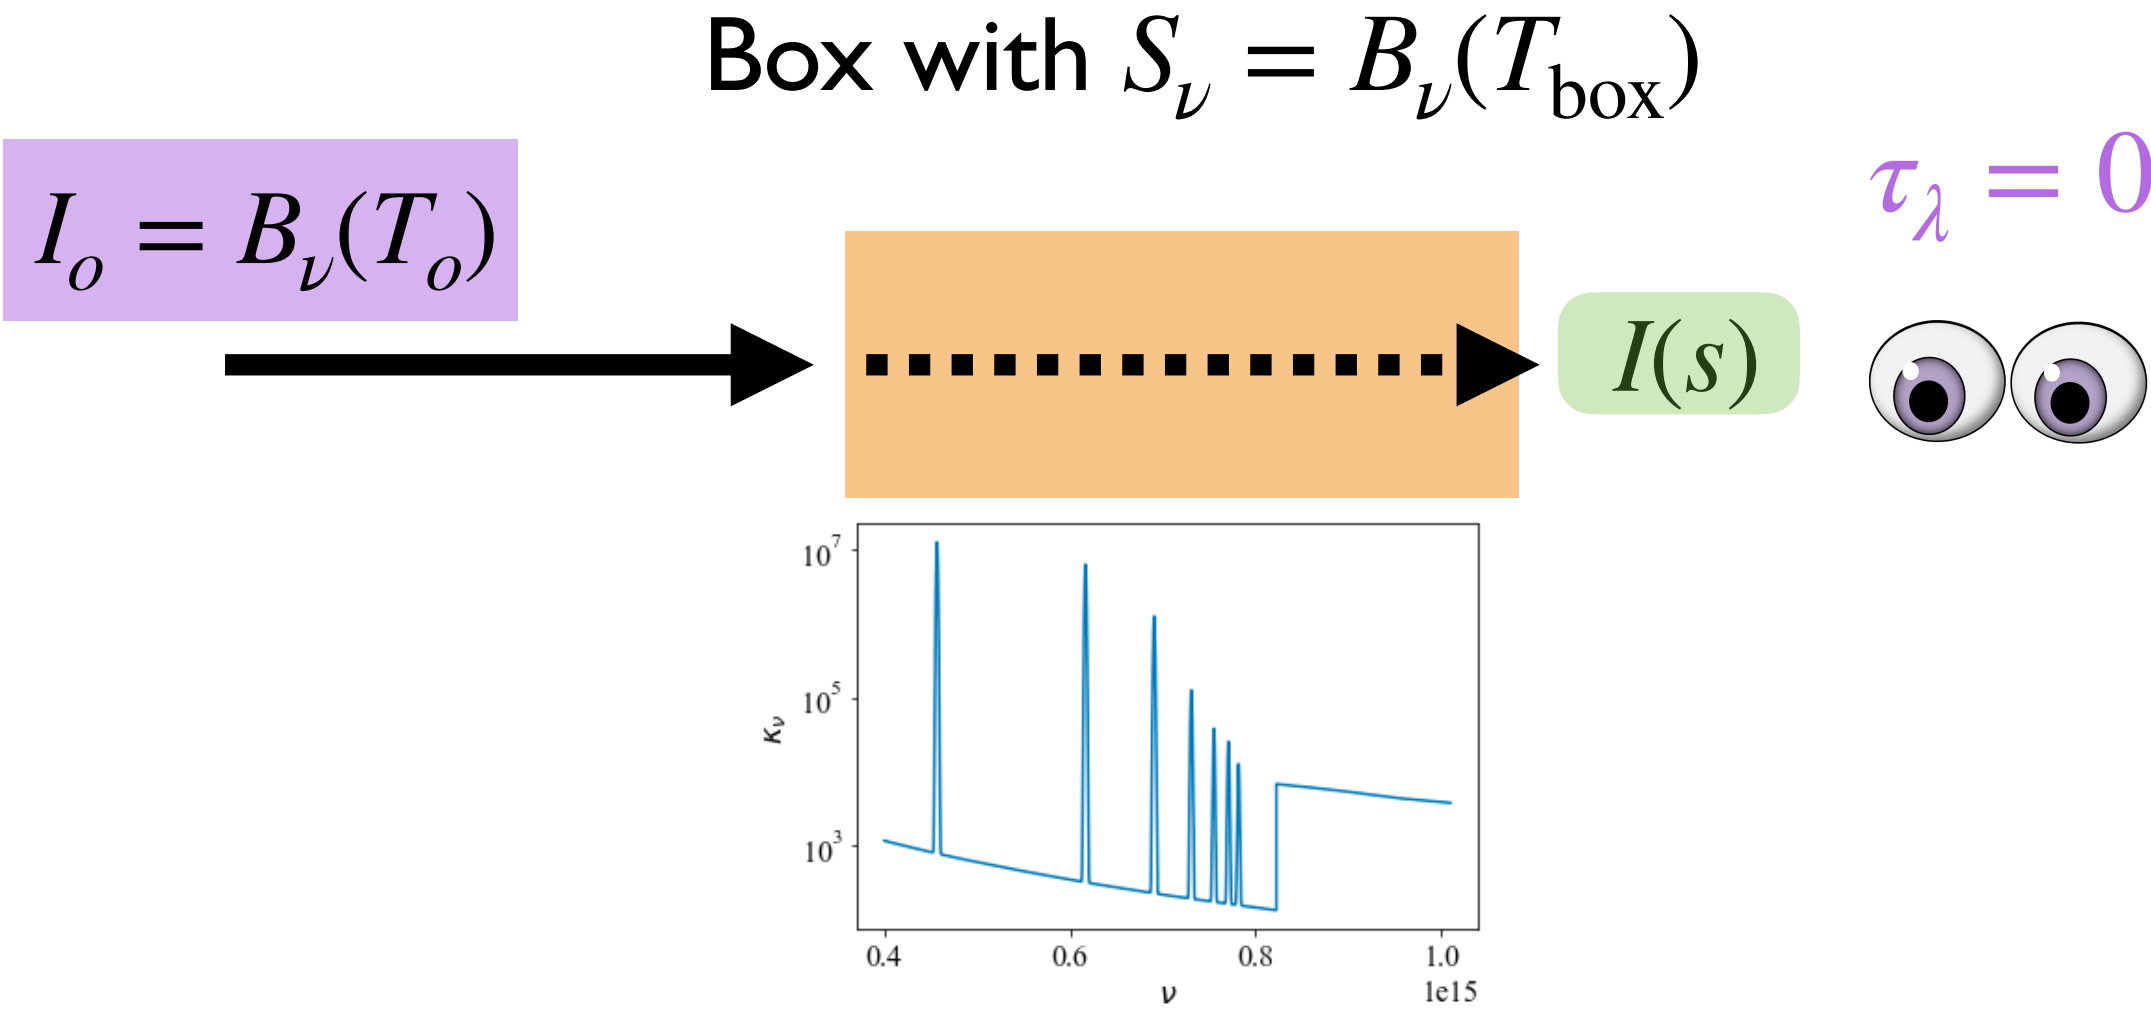 Box with S_ν = B_ν(T_box)
I_o = B_ν(T_o)
τ_λ = 0
I(s)
10^7
10^5
10^3
κ_ν
0.4 0.6 0.8 1.0
ν
1e15